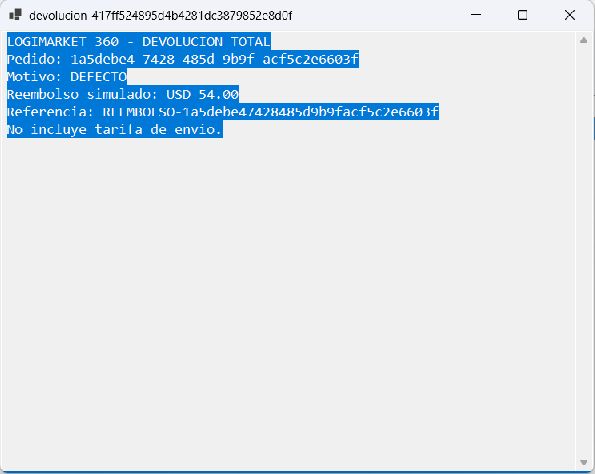 devolucion-417ff524895d4b4281dc3879852e8d0f
LOGIMARKET 360 - DEVOLUCION TOTAL
Pedido: 1a5debe4-7428-485d-9b9f-acf5c2e6603f
Motivo: DEFECTO
Reembolso simulado: USD 54.00
Referencia: REEMBOLSO-1a5debe47428485d9b9facf5c2e6603f
No incluye tarifa de envio.